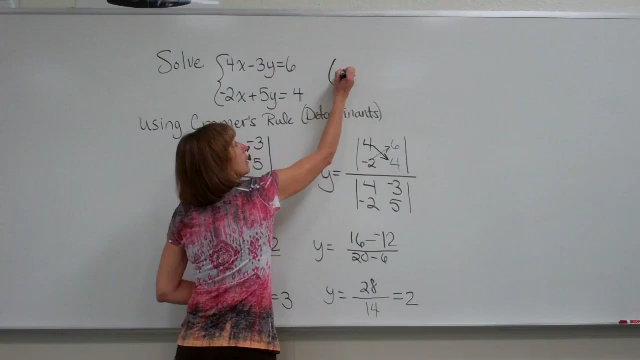 Solve { 4x-3y=6 (
-2x+5y=4
Using Cramer's Rule (Determinants)
-3
5
y= |4 6|
|-2 4|
|4 -3|
|-2 5|
2 y= 16--12
20-6
=3 y= 28 =2
14